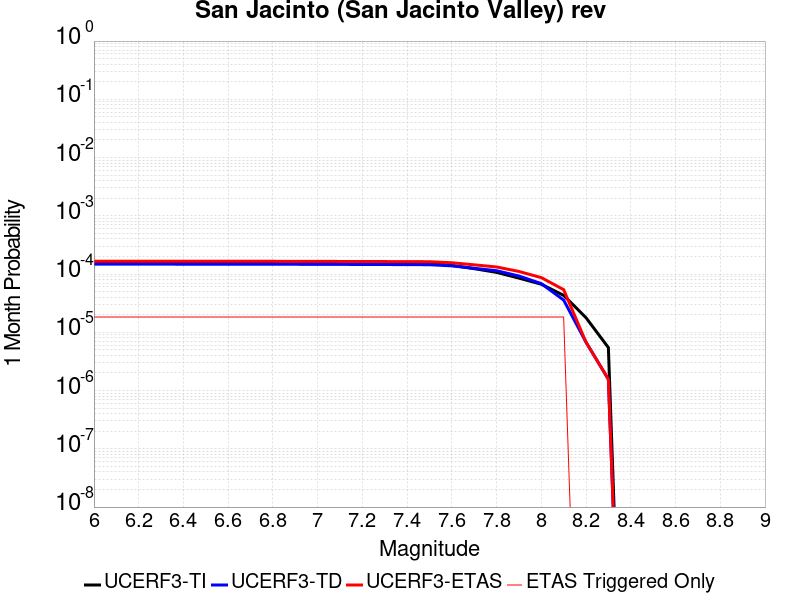 San Jacinto (San Jacinto Valley) rev
10^0
10^-1
10^-2
10^-3
10^-4
10^-5
10^-6
10^-7
10^-8
1 Month Probability
6 6.2 6.4 6.6 6.8 7 7.2 7.4 7.6 7.8 8 8.2 8.4 8.6 8.8 9
Magnitude
UCERF3-TI UCERF3-TD UCERF3-ETAS ETAS Triggered Only